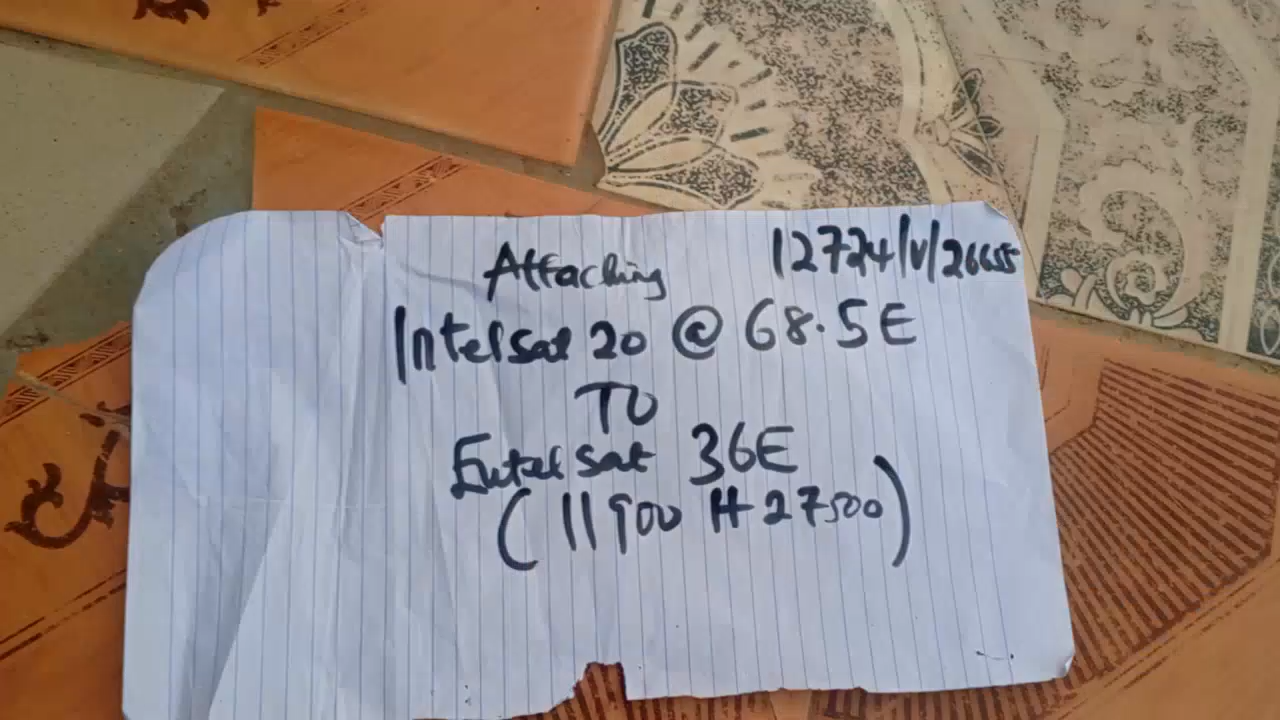 Attaching 12724/V/26655
Intelsat 20 @ 68.5E
TO
Eutelsat 36E
(11900 H 27500)